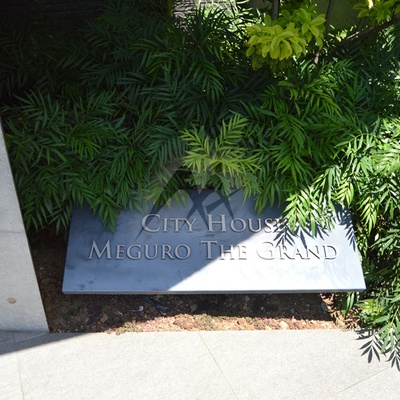 City House
Meguro The Grand